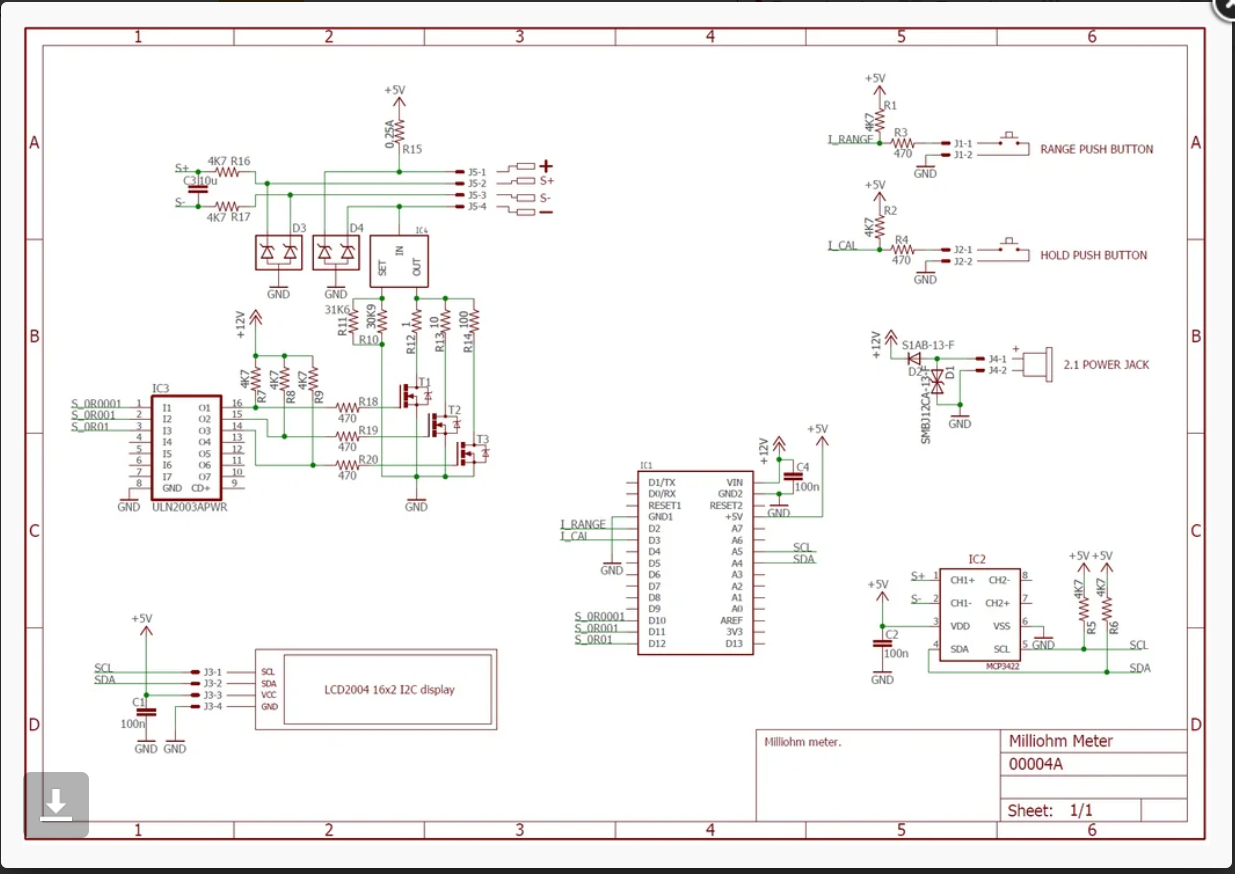 1 2 3 4 5 6
A
B
C
D
A
B
C
D
1 2 3 4 5 6
+5V
0.25A
R15
4K7 R16
S+
C3 10u
S-
4K7 R17
J5-1 +
J5-2 S+
J5-3 S-
J5-4 −
D3
D4
IC4
SET
IN
OUT
GND
GND
31K6
R11
30K9
R10
1
R12
10
R13
100
R14
+12V
4K7
R7
4K7
R8
4K7
R9
T1
T2
T3
R18
470
R19
470
R20
470
GND
IC3
S_0R0001 1 I1 O1 16
S_0R001 2 I2 O2 15
S_0R01 3 I3 O3 14
4 I4 O4 13
5 I5 O5 12
6 I6 O6 11
7 I7 O7 10
8 GND CD+ 9
GND
ULN2003APWR
+5V
R1
4K7
I_RANGE
R3
470
J1-1
J1-2
GND
RANGE PUSH BUTTON
+5V
R2
4K7
I_CAL
R4
470
J2-1
J2-2
GND
HOLD PUSH BUTTON
+12V
S1AB-13-F
D2
D1
SMBJ12CA-13-F
J4-1 +
J4-2 -
GND
2.1 POWER JACK
IC1
D1/TX VIN
D0/RX GND2
RESET1 RESET2
GND1 +5V
I_RANGE D2 A7
I_CAL D3 A6
D4 A5 SCL
D5 A4 SDA
D6 A3
D7 A2
D8 A1
D9 A0
S_0R0001 D10 AREF
S_0R001 D11 3V3
S_0R01 D12 D13
GND
+12V
C4
100n
GND
+5V
IC2
S+ 1 CH1+ CH2- 8
S- 2 CH1- CH2+ 7
3 VDD VSS 6
4 SDA SCL 5
MCP3422
+5V
C2
100n
GND
GND
+5V +5V
4K7
R5
4K7
R6
SCL
SDA
+5V
SCL J3-1 SCL
SDA J3-2 SDA
J3-3 VCC
J3-4 GND
C1
100n
GND GND
LCD2004 16x2 I2C display
Milliohm meter.
Milliohm Meter
00004A
Sheet: 1/1